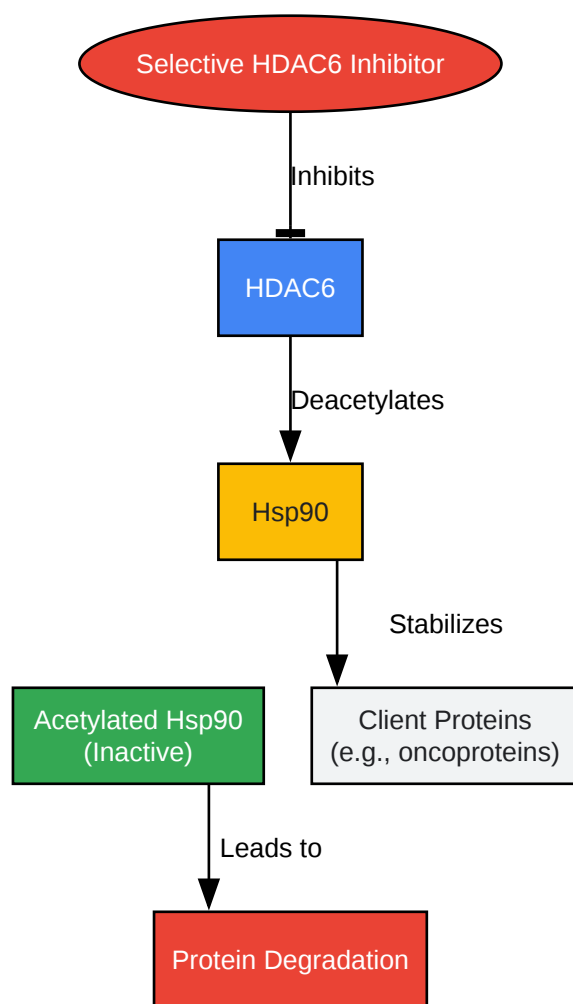 Selective HDAC6 Inhibitor
Inhibits
HDAC6
Deacetylates
Hsp90
Stabilizes
Acetylated Hsp90
(Inactive)
Client Proteins
(e.g., oncoproteins)
Leads to
Protein Degradation